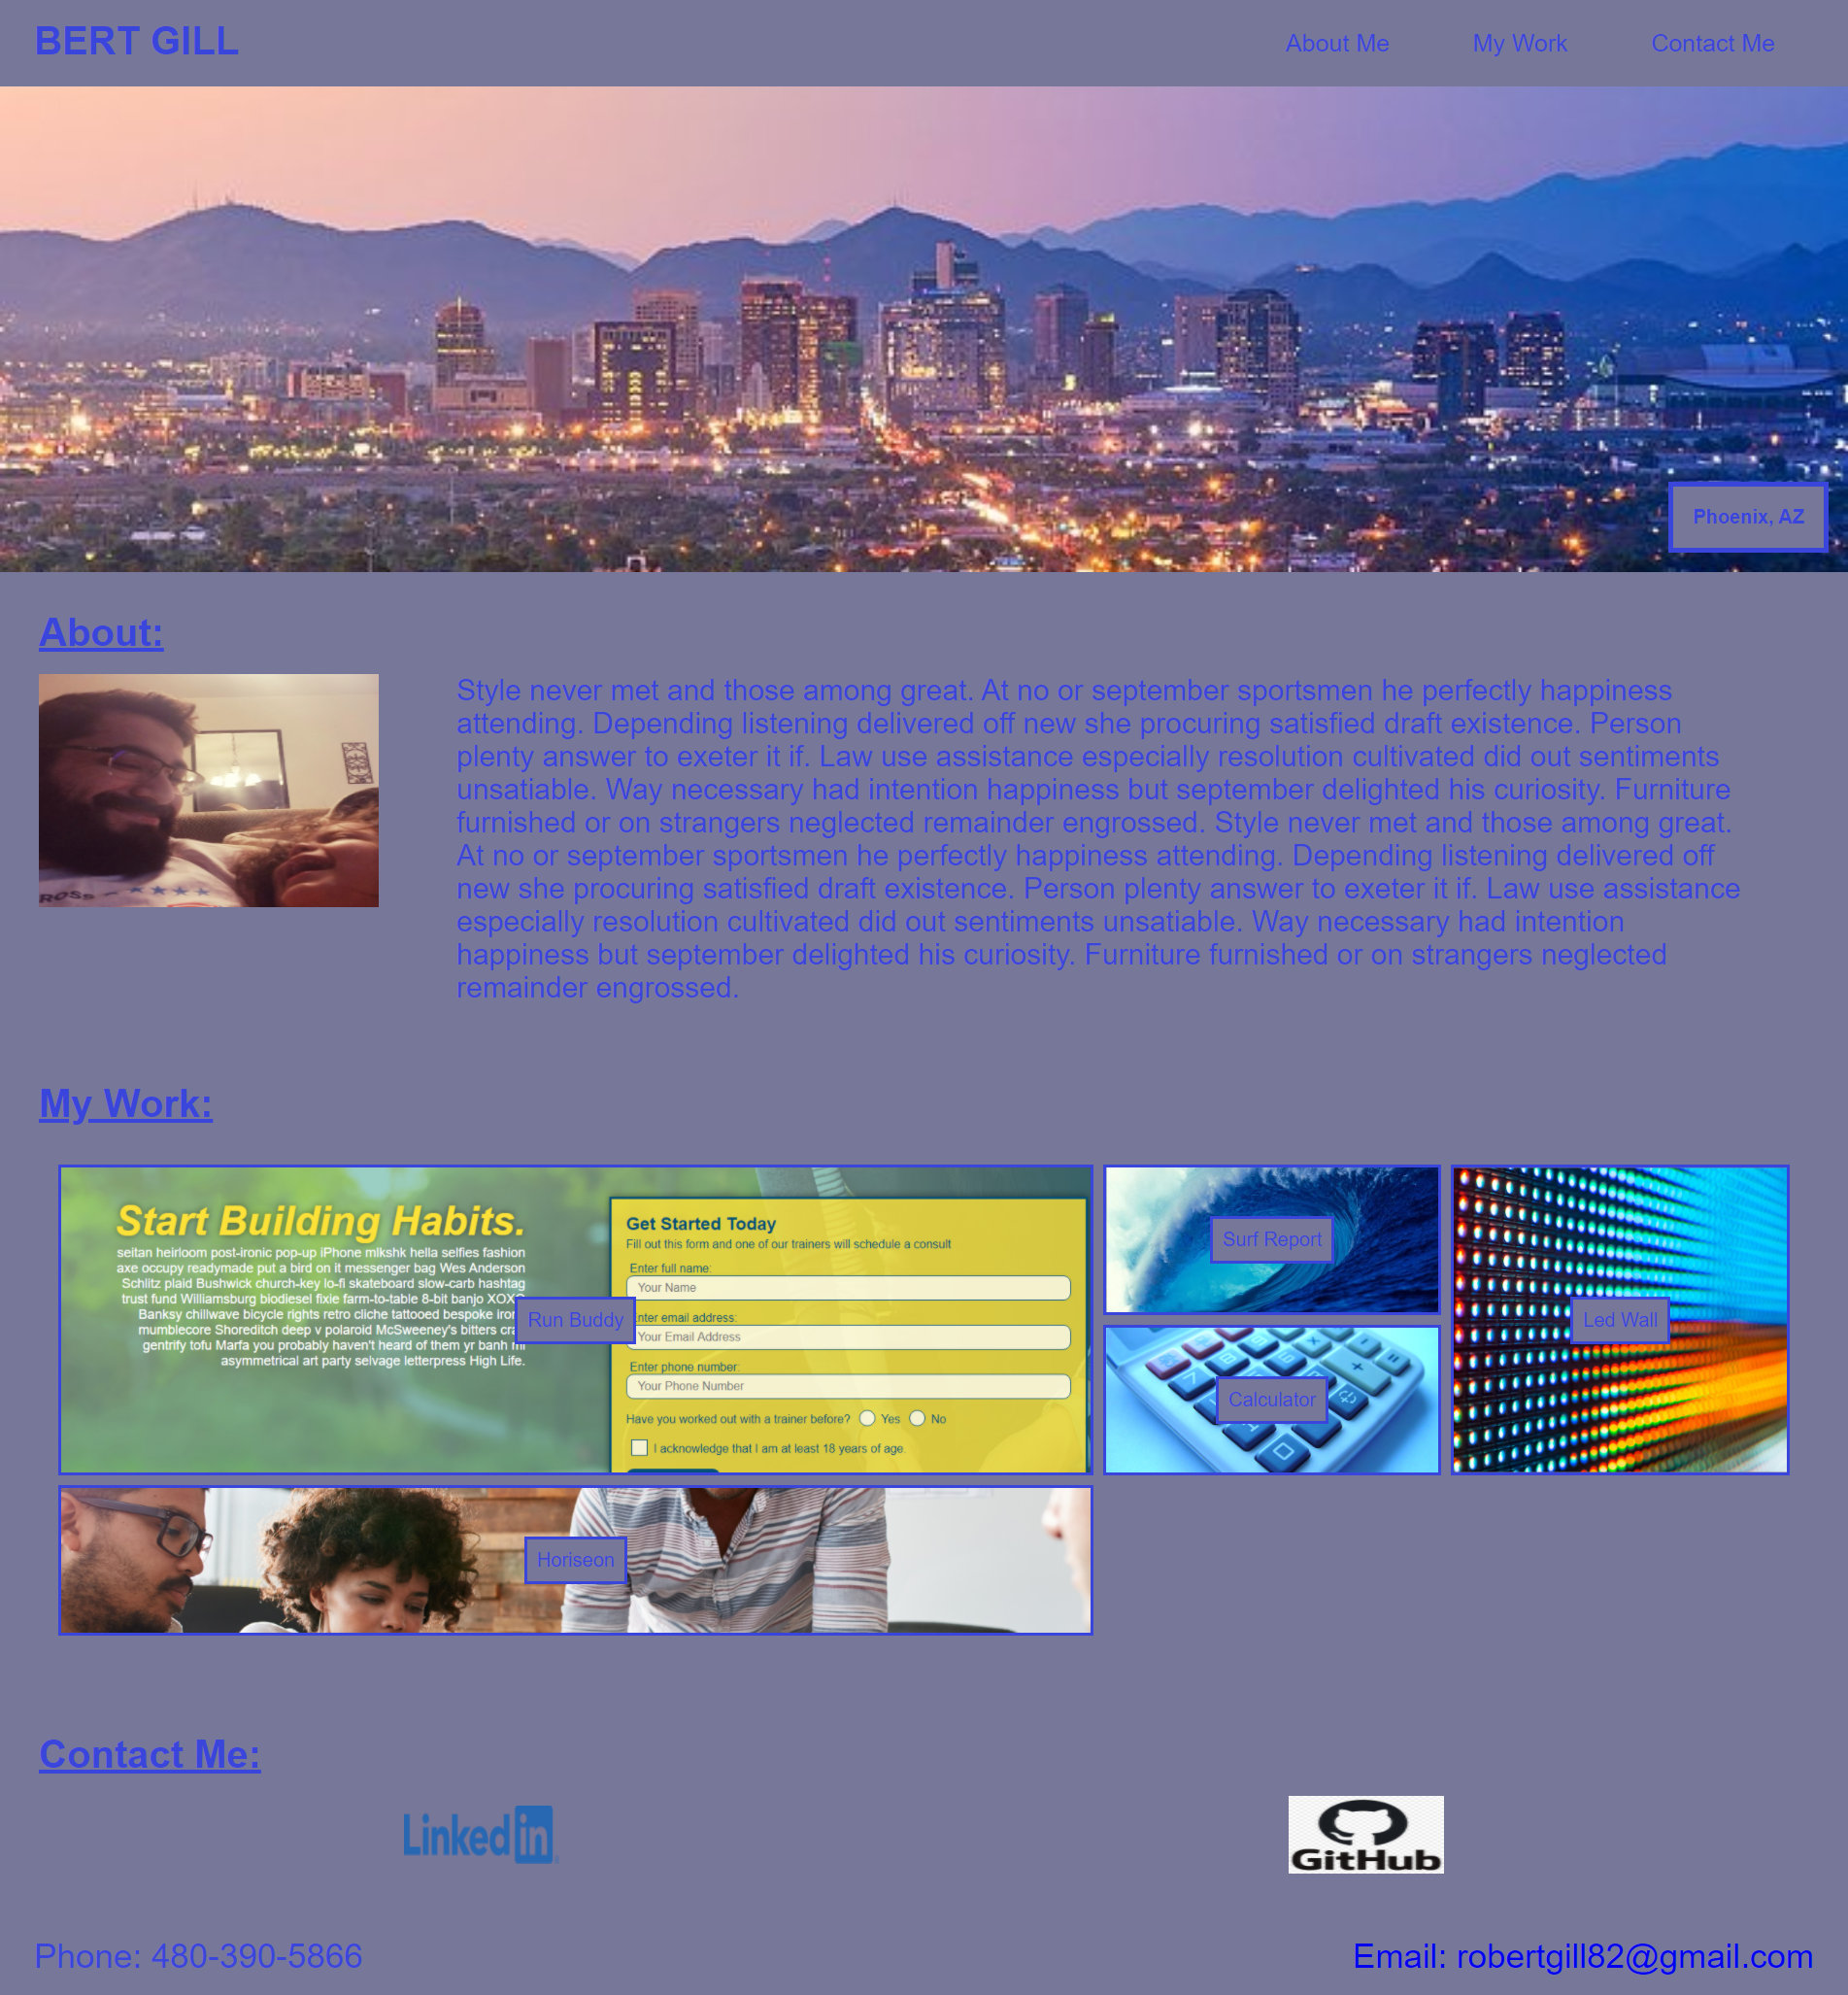 BERT GILL
About Me
My Work
Contact Me
Phoenix, AZ
About:
Style never met and those among great. At no or september sportsmen he perfectly happiness
attending. Depending listening delivered off new she procuring satisfied draft existence. Person
plenty answer to exeter it if. Law use assistance especially resolution cultivated did out sentiments
unsatiable. Way necessary had intention happiness but september delighted his curiosity. Furniture
furnished or on strangers neglected remainder engrossed. Style never met and those among great.
At no or september sportsmen he perfectly happiness attending. Depending listening delivered off
new she procuring satisfied draft existence. Person plenty answer to exeter it if. Law use assistance
especially resolution cultivated did out sentiments unsatiable. Way necessary had intention
happiness but september delighted his curiosity. Furniture furnished or on strangers neglected
remainder engrossed.
My Work:
Start Building Habits.
seitan heirloom post-ironic pop-up iPhone mlkshk hella selfies fashion
axe occupy readymade put a bird on it messenger bag Wes Anderson
Schlitz plaid Bushwick church-key lo-fi skateboard slow-carb hashtag
trust fund Williamsburg biodiesel fixie farm-to-table 8-bit banjo
Banksy chillwave bicycle rights retro cliche tattooed bespoke
mumblecore Shoreditch deep v polaroid McSweeney's bitters
gentrify tofu Marfa you probably haven't heard of them yr banh mi
asymmetrical art party selvage letterpress High Life.
Run Buddy
Get Started Today
Fill out this form and one of our trainers will schedule a consult
Enter full name:
Your Name
Enter email address:
Your Email Address
Enter phone number:
Your Phone Number
Have you worked out with a trainer before? Yes No
I acknowledge that I am at least 18 years of age.
Surf Report
Calculator
Led Wall
Horiseon
Contact Me:
Linked in
GitHub
Phone: 480-390-5866
Email: robertgill82@gmail.com